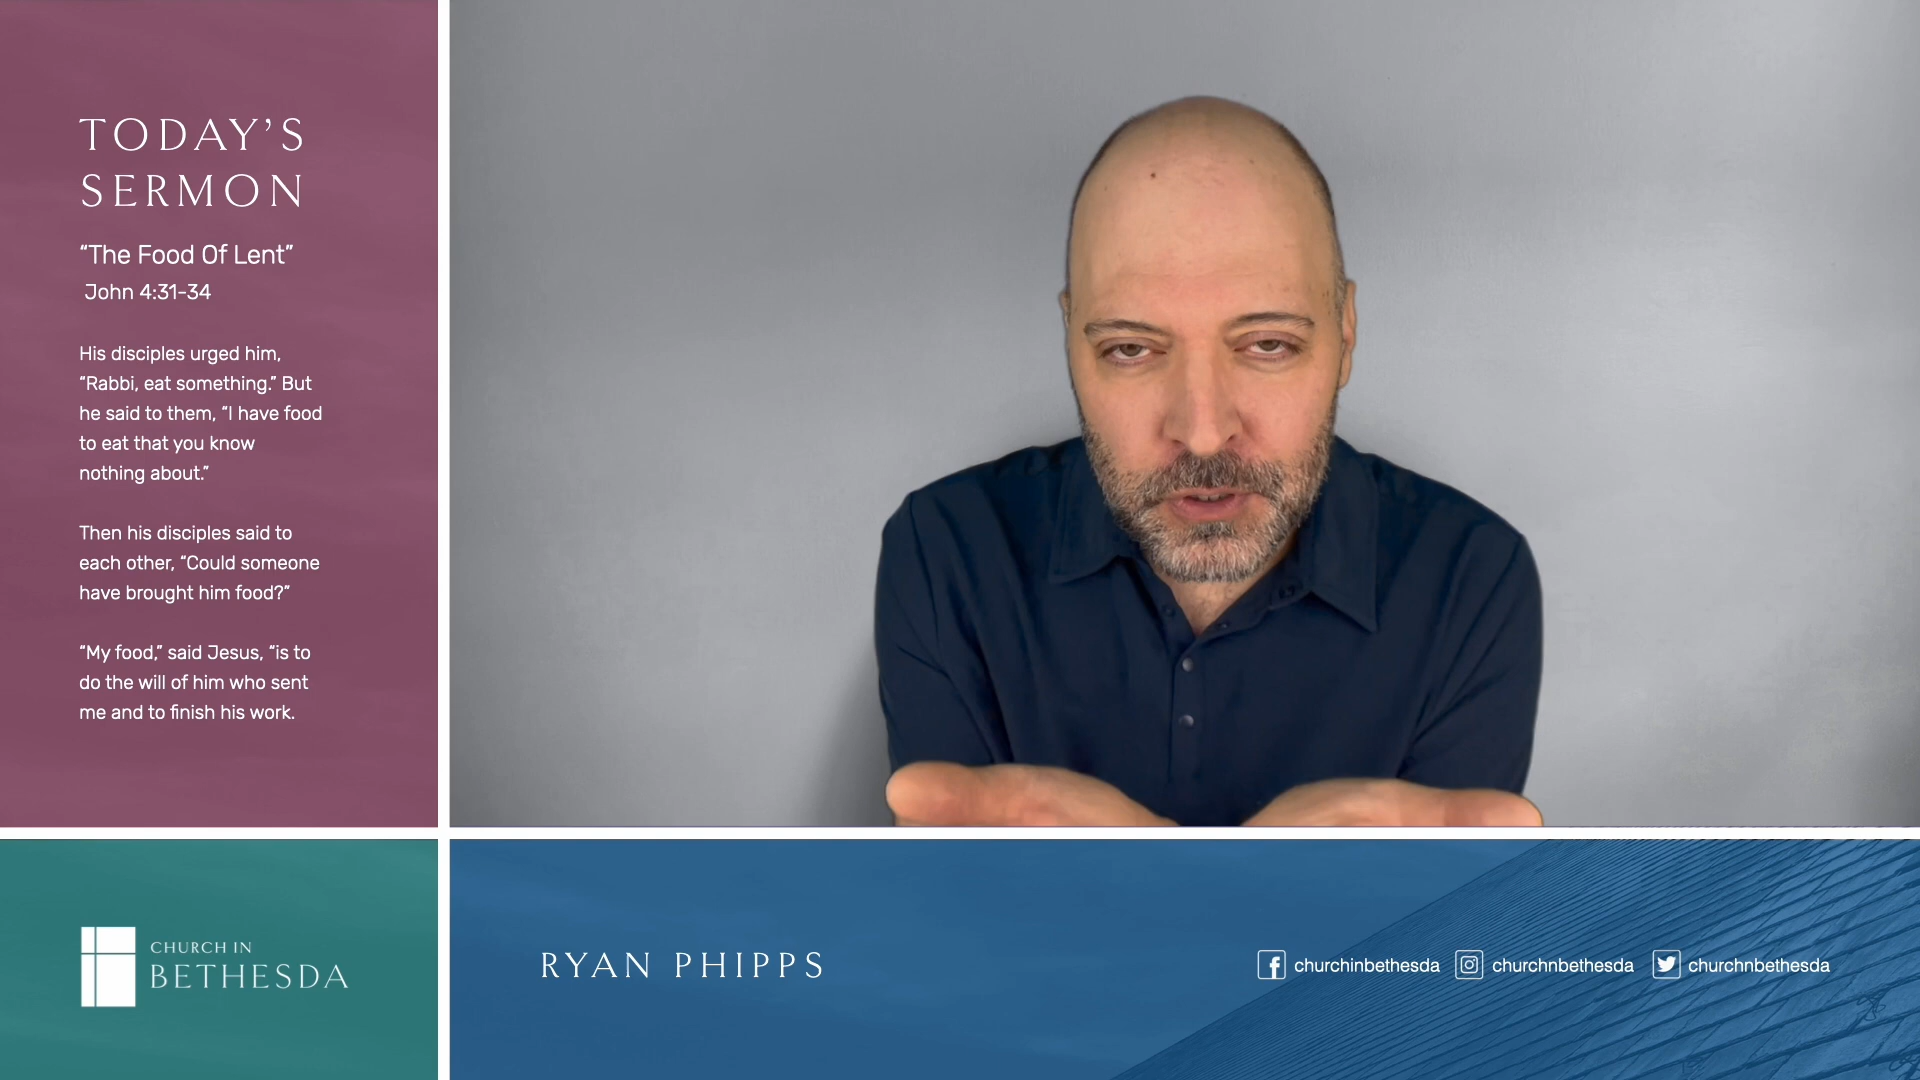 TODAY’S
SERMON
“The Food Of Lent”
John 4:31-34
His disciples urged him,
“Rabbi, eat something.” But
he said to them, “I have food
to eat that you know
nothing about.”
Then his disciples said to
each other, “Could someone
have brought him food?”
“My food,” said Jesus, “is to
do the will of him who sent
me and to finish his work.
CHURCH IN
BETHESDA
RYAN PHIPPS
churchinbethesda
churchnbethesda
churchnbethesda